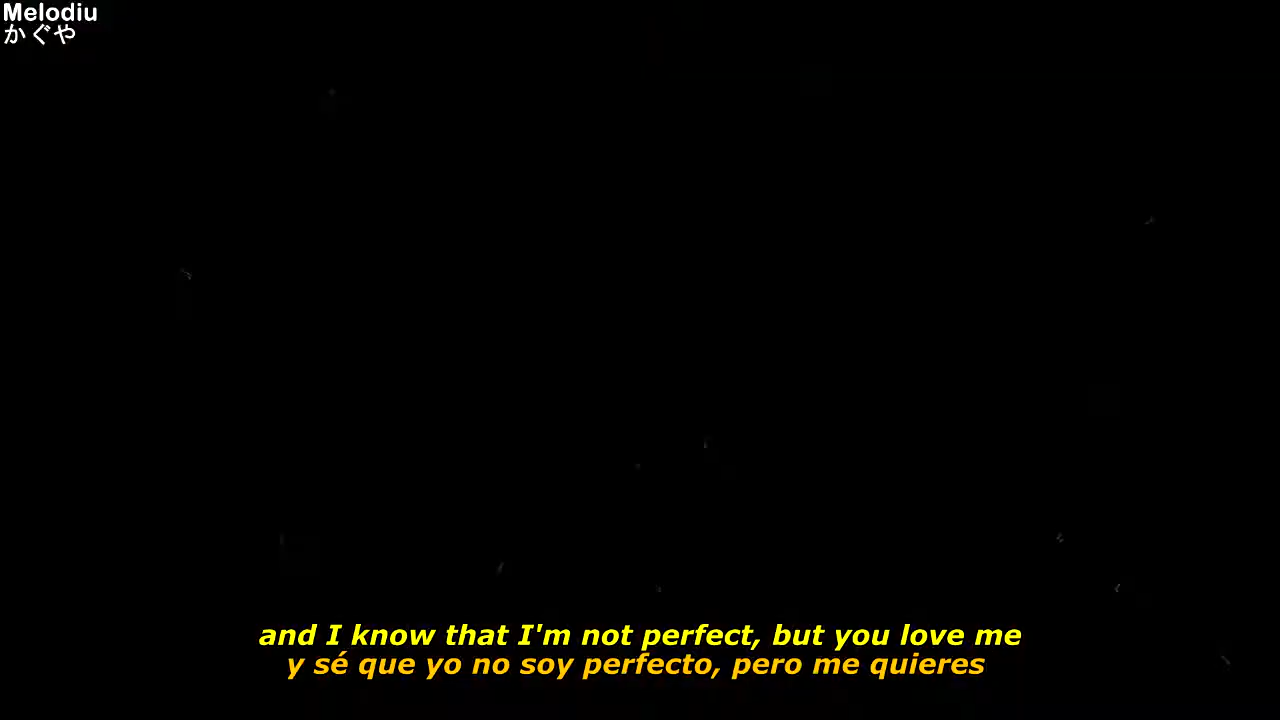 Melodiu
かぐや
and I know that I'm not perfect, but you love me
y sé que yo no soy perfecto, pero me quieres